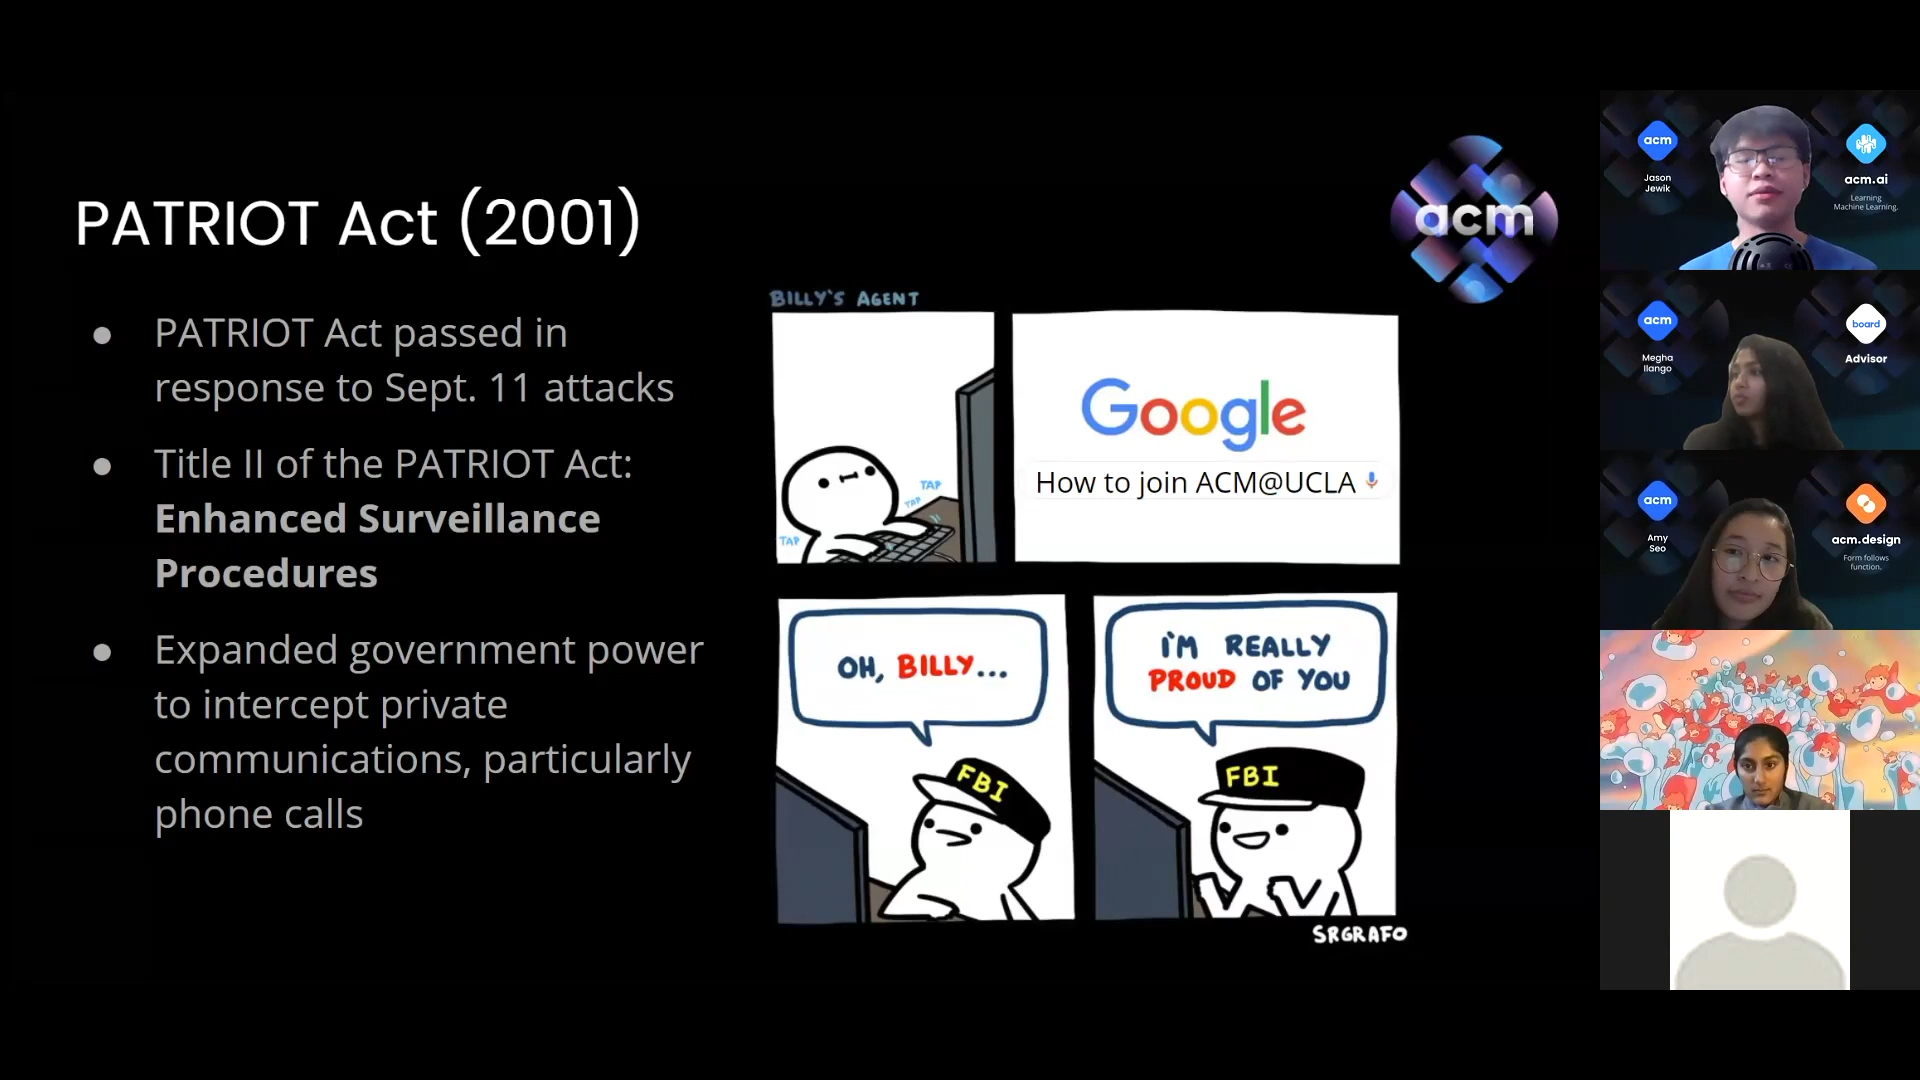 PATRIOT Act (2001)
● PATRIOT Act passed in
response to Sept. 11 attacks
● Title II of the PATRIOT Act:
Enhanced Surveillance
Procedures
● Expanded government power
to intercept private
communications, particularly
phone calls
acm
BILLY'S AGENT
TAP
TAP
TAP
Google
How to join ACM@UCLA
OH, BILLY...
FBI
I'M REALLY
PROUD OF YOU
FBI
SRGRAFO
acm
Jason
Jewik
acm.ai
Learning
Machine Learning.
acm
Megha
Ilango
board
Advisor
acm
Amy
Seo
acm.design
Form follows
function.